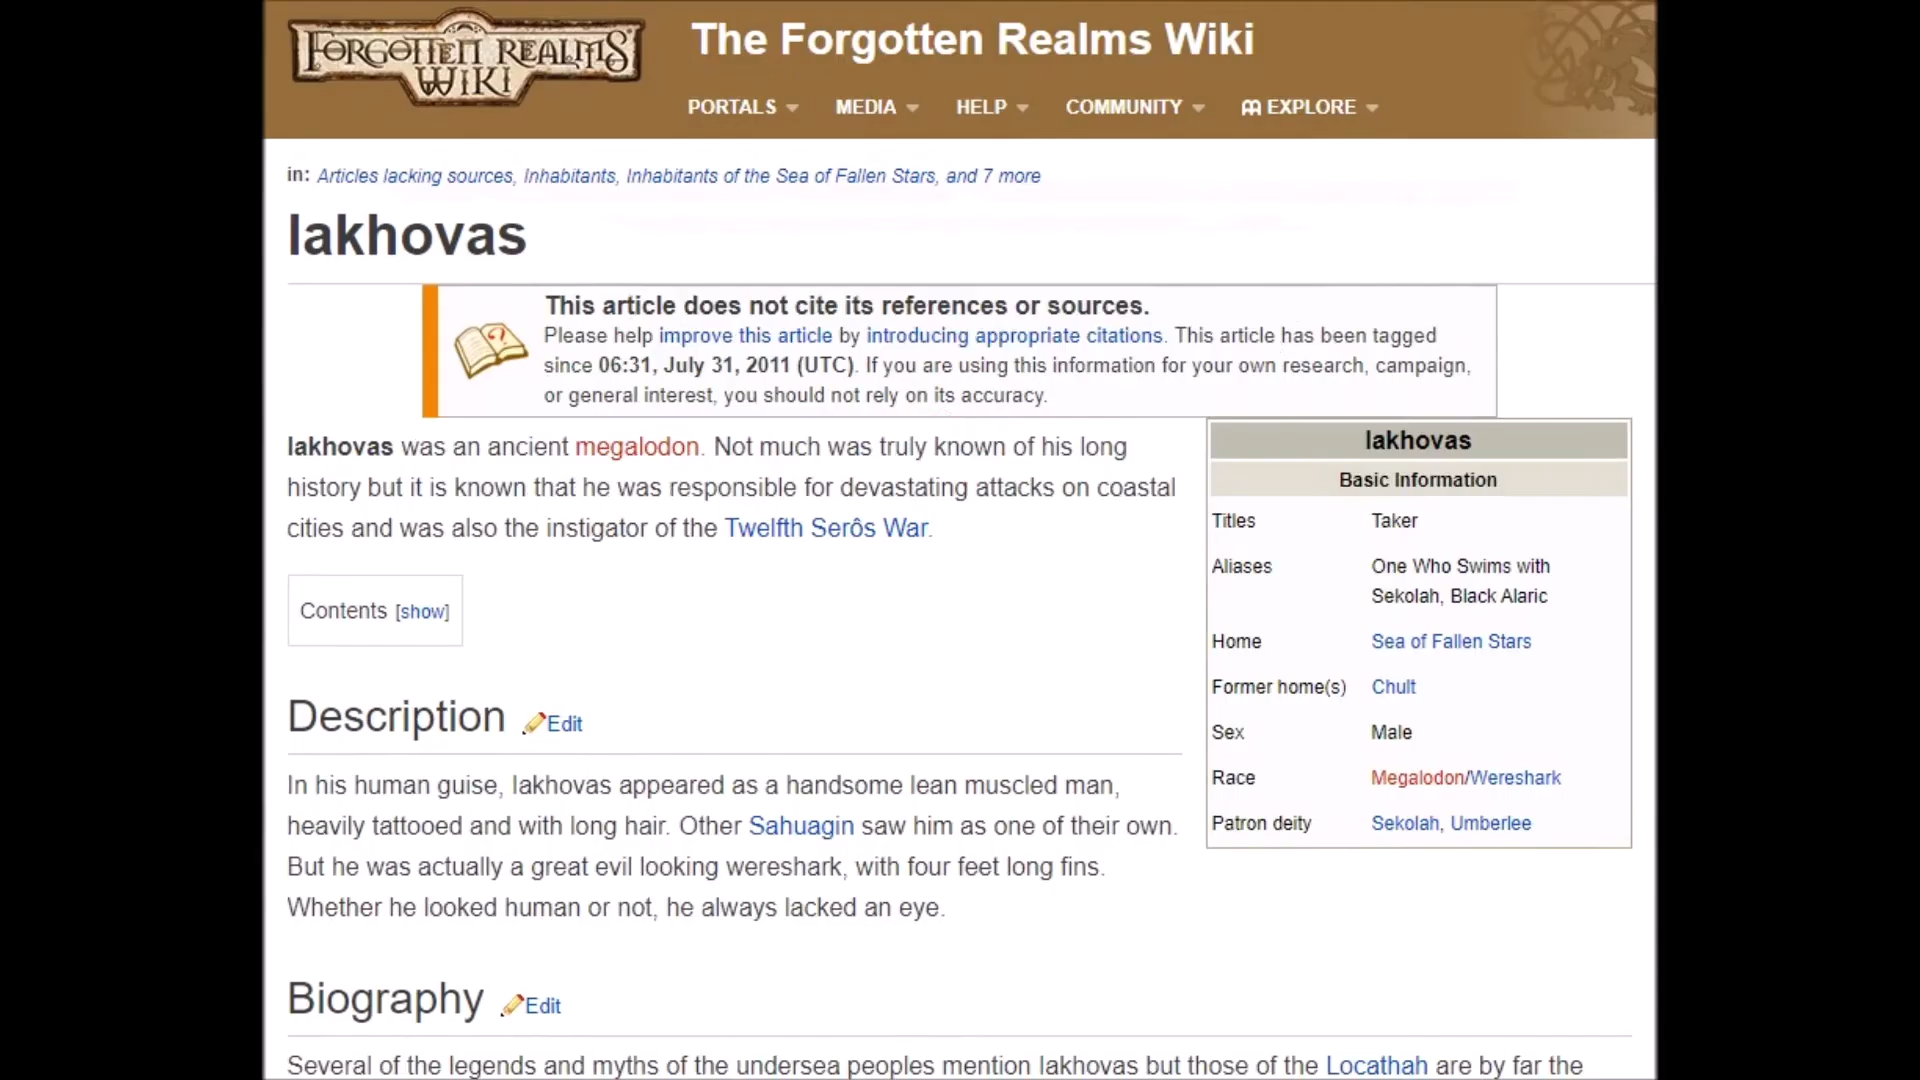 FORGOTTEN REALMS
WIKI
The Forgotten Realms Wiki
PORTALS MEDIA HELP COMMUNITY EXPLORE
in: Articles lacking sources, Inhabitants, Inhabitants of the Sea of Fallen Stars, and 7 more
Iakhovas
This article does not cite its references or sources.
Please help improve this article by introducing appropriate citations. This article has been tagged
since 06:31, July 31, 2011 (UTC). If you are using this information for your own research, campaign,
or general interest, you should not rely on its accuracy.
Iakhovas was an ancient megalodon. Not much was truly known of his long
history but it is known that he was responsible for devastating attacks on coastal
cities and was also the instigator of the Twelfth Serôs War.
Contents [show]
Iakhovas
Basic Information
Titles Taker
Aliases One Who Swims with
Sekolah, Black Alaric
Home Sea of Fallen Stars
Former home(s) Chult
Sex Male
Race Megalodon/Wereshark
Patron deity Sekolah, Umberlee
Description Edit
In his human guise, Iakhovas appeared as a handsome lean muscled man,
heavily tattooed and with long hair. Other Sahuagin saw him as one of their own.
But he was actually a great evil looking wereshark, with four feet long fins.
Whether he looked human or not, he always lacked an eye.
Biography Edit
Several of the legends and myths of the undersea peoples mention Iakhovas but those of the Locathah are by far the